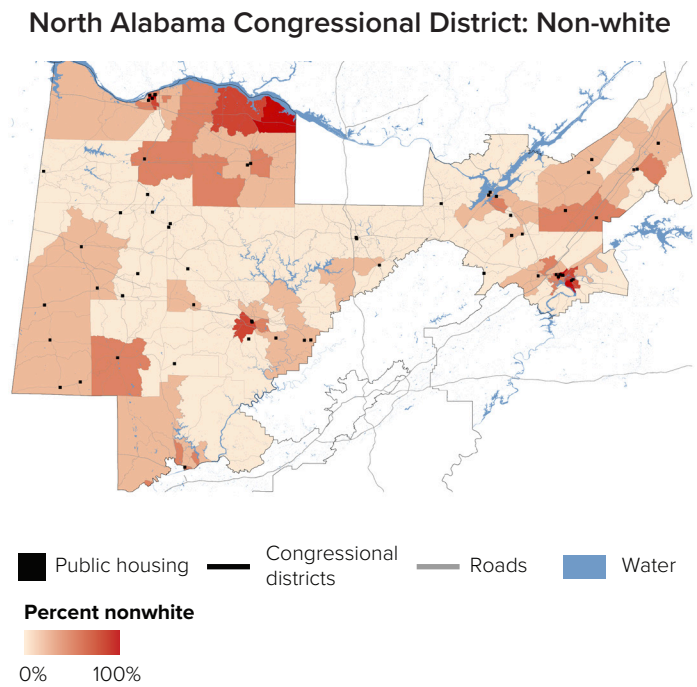 North Alabama Congressional District: Non-white
Public housing
Congressional
districts
Roads
Water
Percent nonwhite
0%
100%